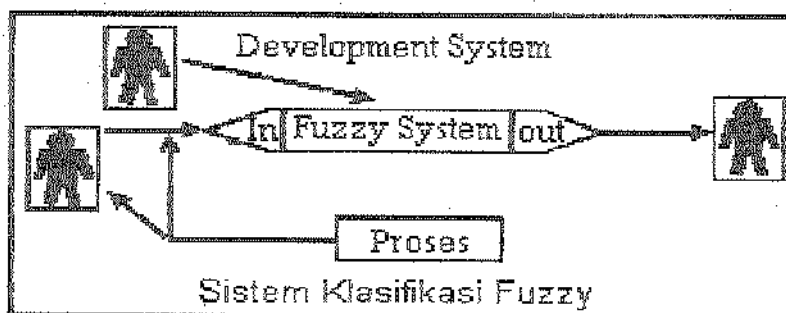 Development System
In Fuzzy System out
Proses
Sistem Klasifikasi Fuzzy